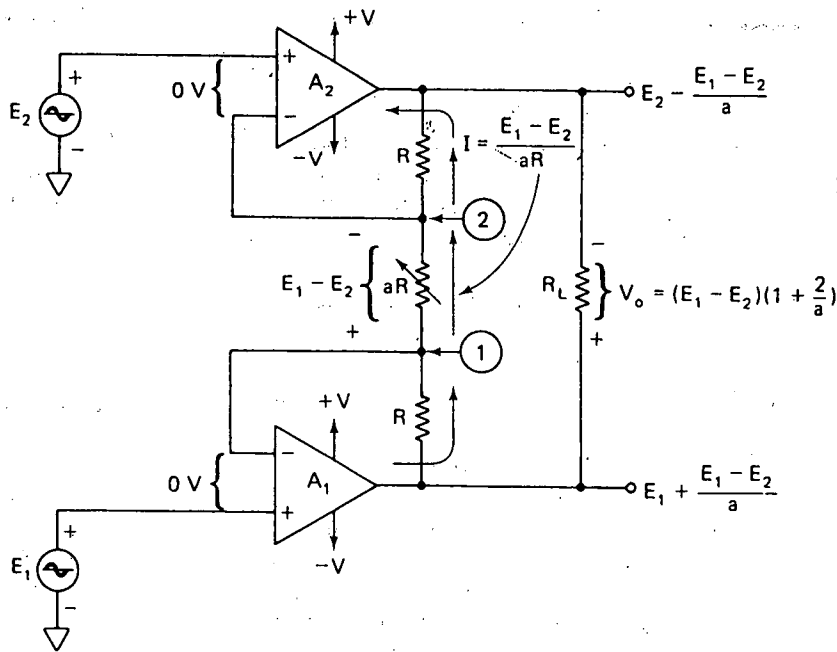 +V
+
+
0 V
A₂
E₂
E₂ − (E₁ − E₂)/a
−
−
−V
R
I = (E₁ − E₂)/aR
2
−
−
E₁ − E₂
aR
R_L
V₀ = (E₁ − E₂)(1 + 2/a)
+
+
1
+V
R
−
0 V
A₁
E₁ + (E₁ − E₂)/a
+
+
−V
E₁
−